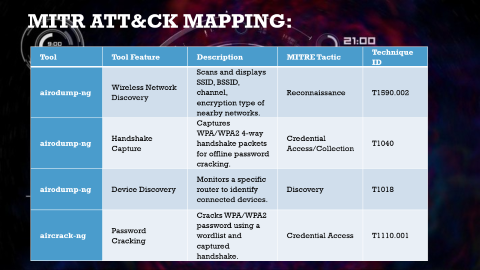 MITR ATT&CK MAPPING:
9:00
21:00
Tool
Tool Feature
Description
MITRE Tactic
Technique
ID
airodump-ng
Wireless Network
Discovery
Scans and displays
SSID, BSSID,
channel,
encryption type of
nearby networks.
Reconnaissance
T1590.002
airodump-ng
Handshake
Capture
Captures
WPA/WPA2 4-way
handshake packets
for offline password
cracking.
Credential
Access/Collection
T1040
airodump-ng
Device Discovery
Monitors a specific
router to identify
connected devices.
Discovery
T1018
aircrack-ng
Password
Cracking
Cracks WPA/WPA2
password using a
wordlist and
captured
handshake.
Credential Access
T1110.001